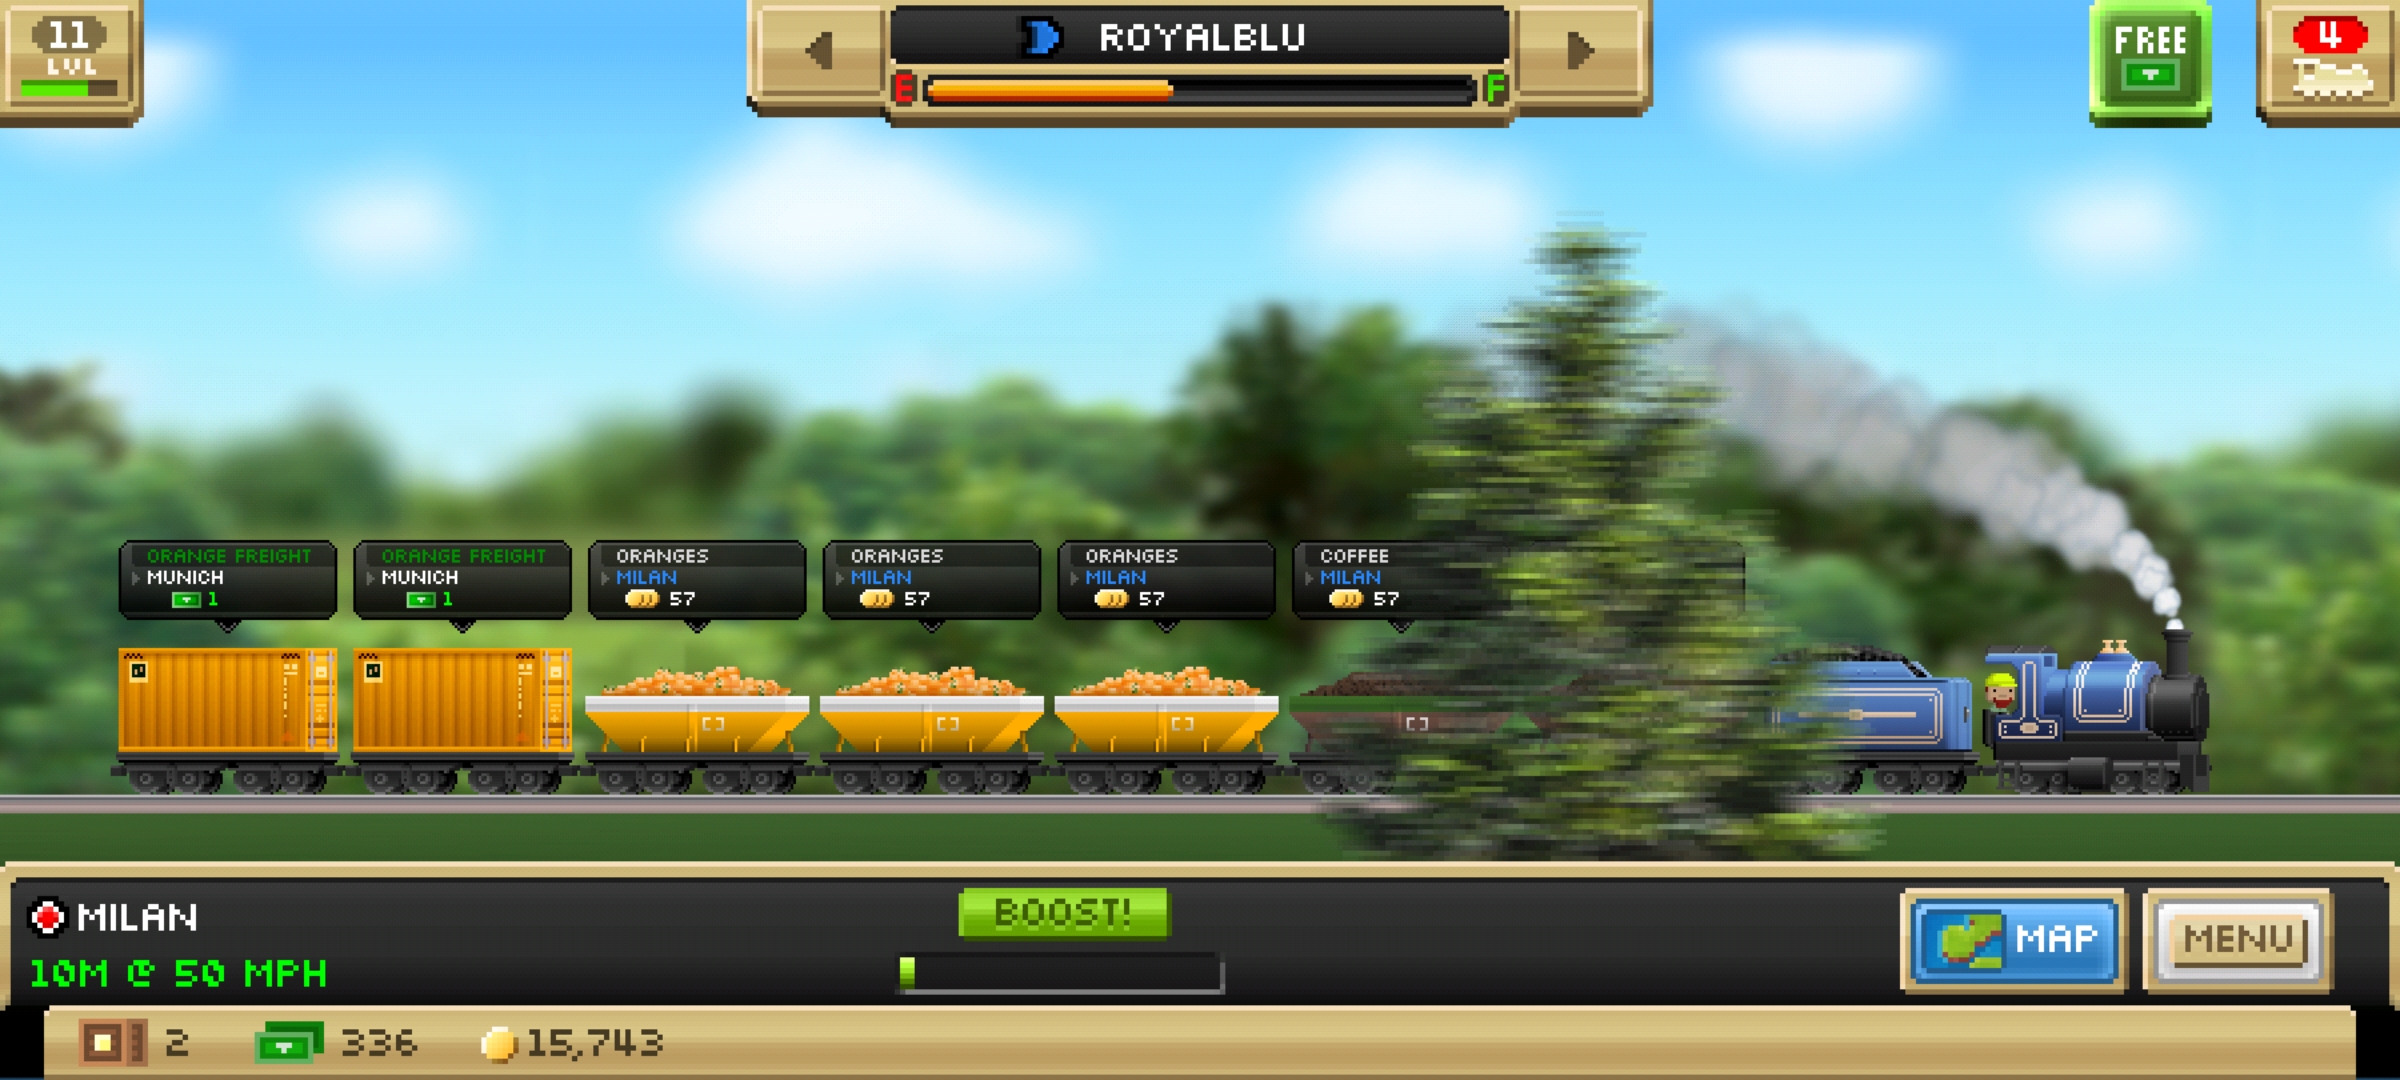 11
LVL
ROYALBLU
E
F
FREE
4
ORANGE FREIGHT
MUNICH
1
ORANGE FREIGHT
MUNICH
1
ORANGES
MILAN
57
ORANGES
MILAN
57
ORANGES
MILAN
57
COFFEE
MILAN
57
MILAN
10M @ 50 MPH
BOOST!
MAP
MENU
2
336
15,743